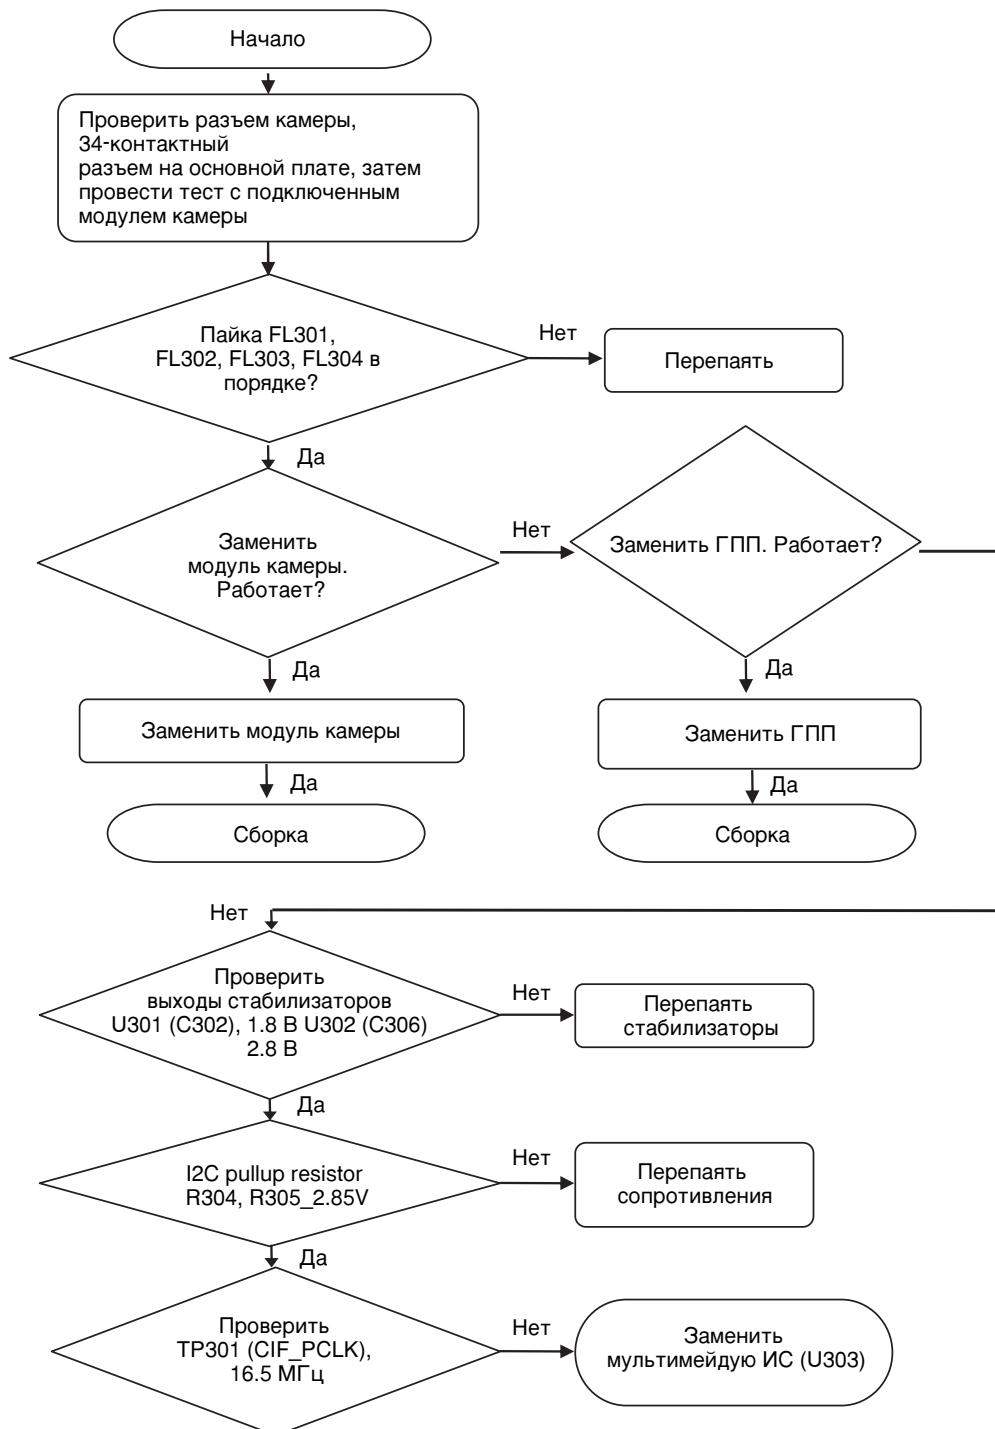 Начало
Проверить разъем камеры,
34-контактный
разъем на основной плате, затем
провести тест с подключенным
модулем камеры
Пайка FL301,
FL302, FL303, FL304 в
порядке?
Нет
Перепаять
Да
Заменить
модуль камеры.
Работает?
Нет
Заменить ГПП. Работает?
Да
Да
Заменить модуль камеры
Заменить ГПП
Да
Да
Сборка
Сборка
Нет
Проверить
выходы стабилизаторов
U301 (C302), 1.8 В U302 (C306)
2.8 В
Нет
Перепаять
стабилизаторы
Да
I2C pullup resistor
R304, R305_2.85V
Нет
Перепаять
сопротивления
Да
Проверить
TP301 (CIF_PCLK),
16.5 МГц
Нет
Заменить
мультимейдую ИС (U303)